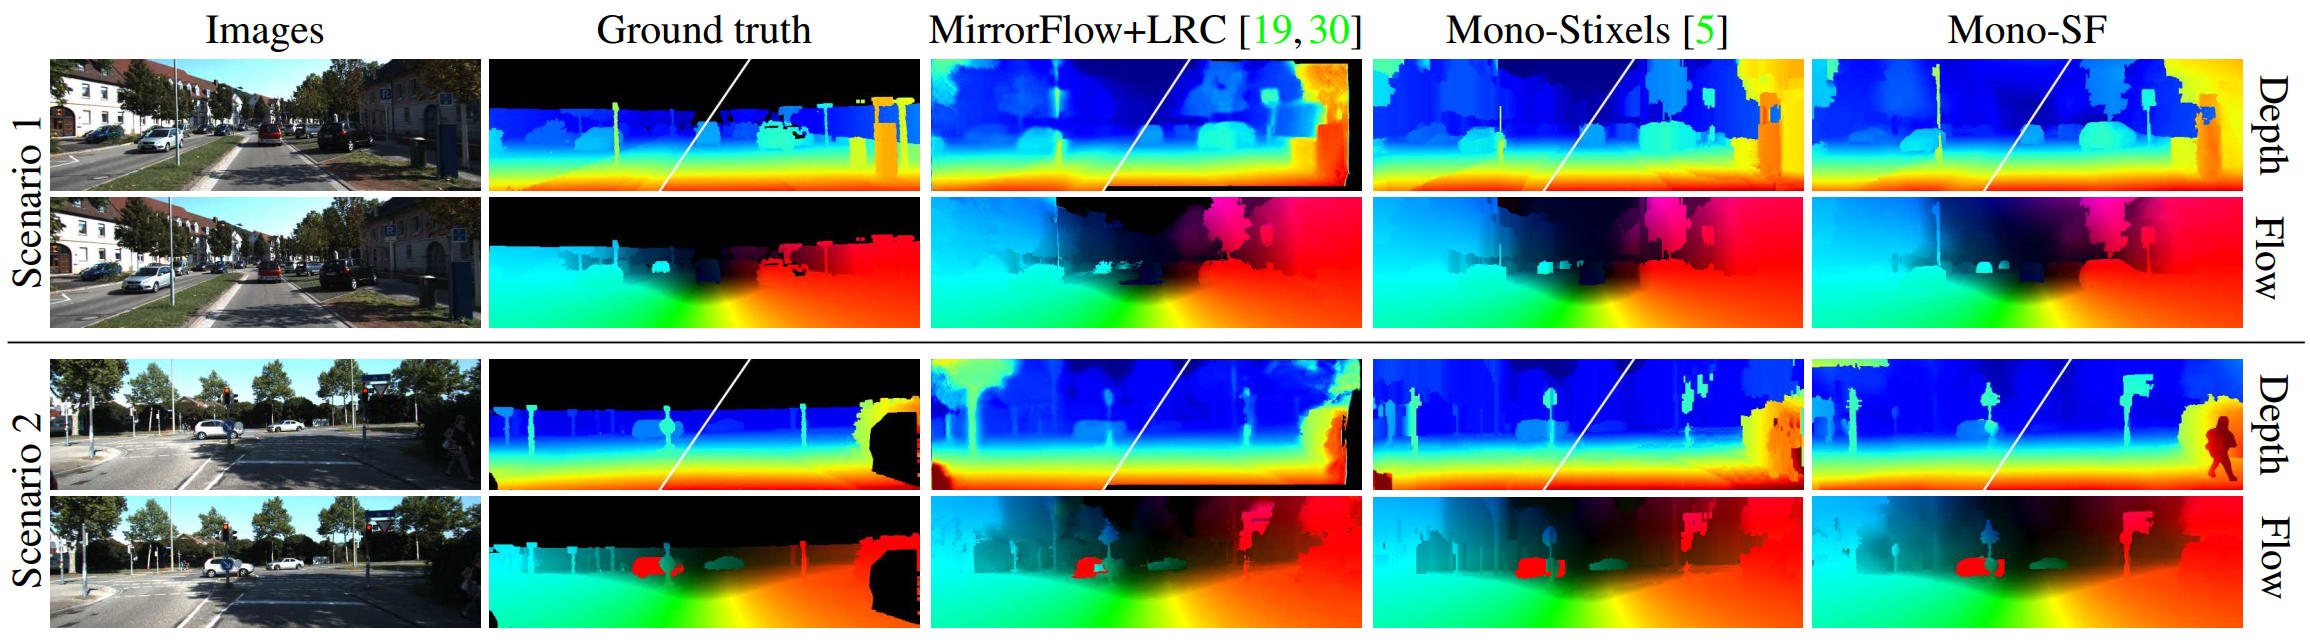 Images Ground truth MirrorFlow+LRC [19, 30] Mono-Stixels [5] Mono-SF
Scenario 1
Depth
Flow
Scenario 2
Depth
Flow